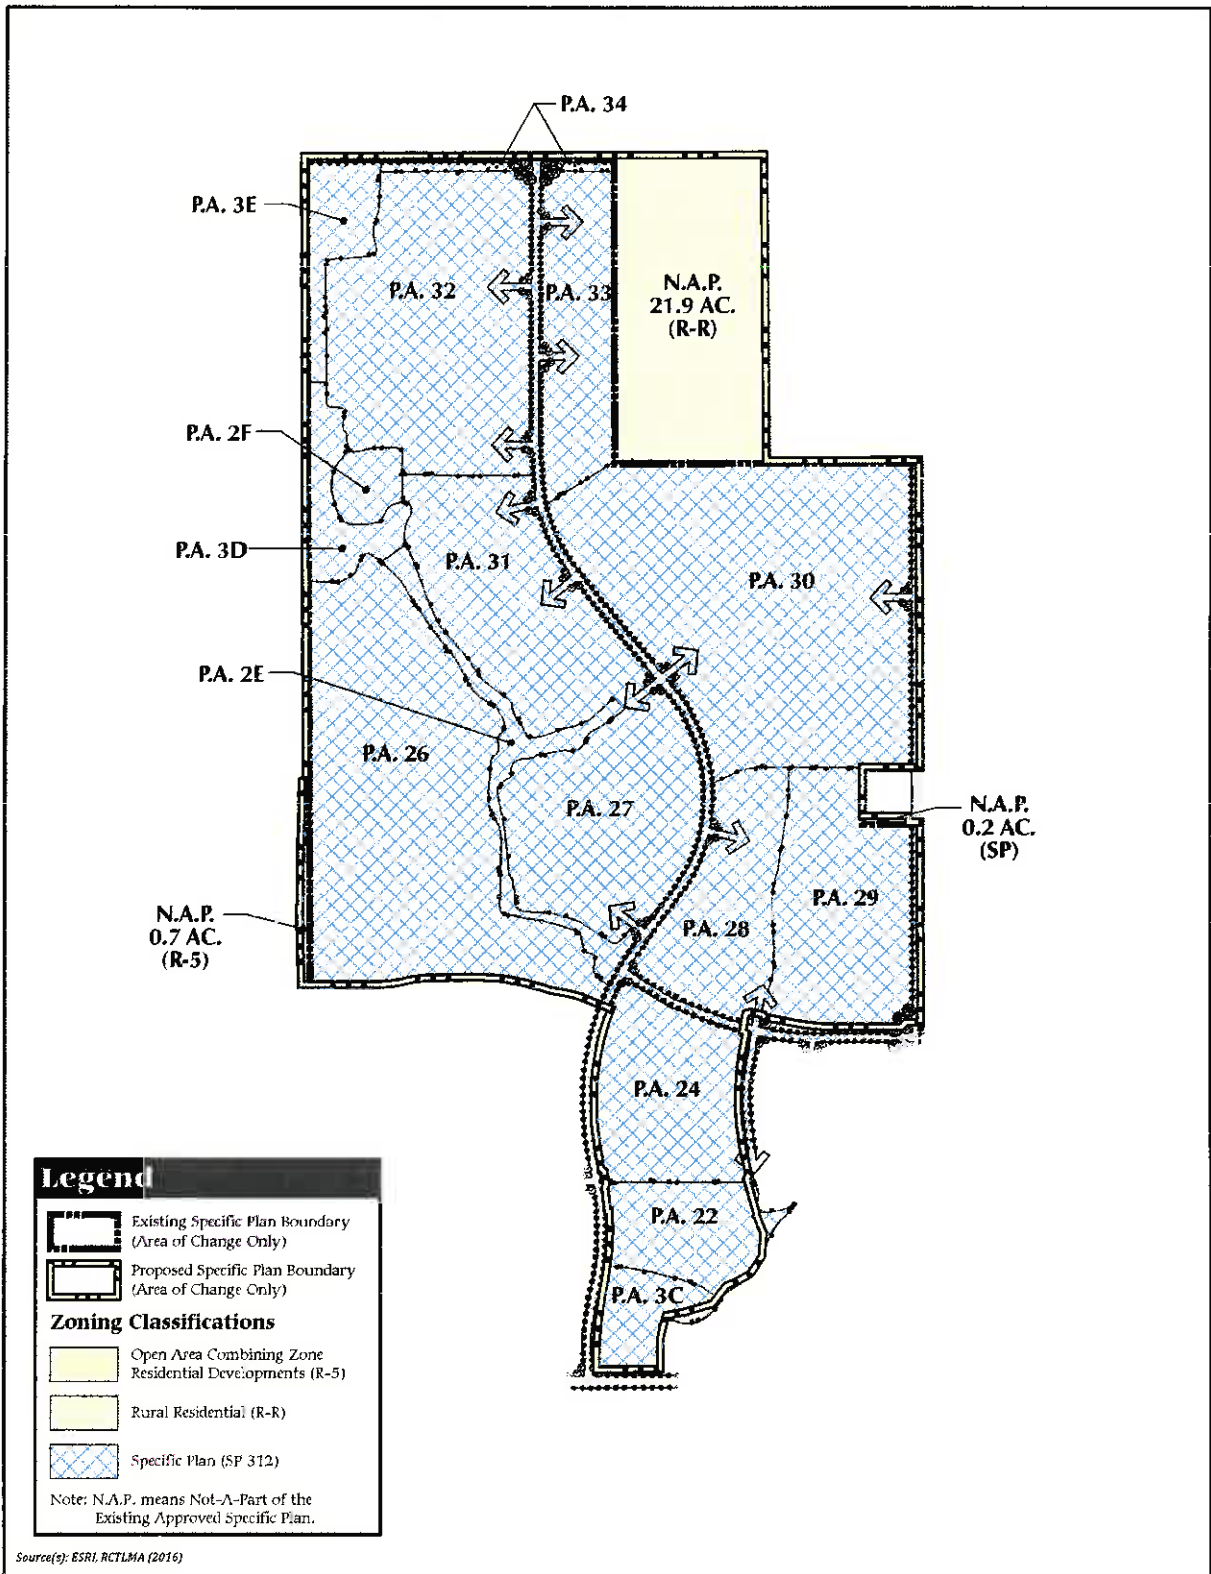 P.A. 34
P.A. 3E
N.A.P.
21.9 AC.
(R-R)
P.A. 32
P.A. 33
P.A. 2F
P.A. 3D
P.A. 31
P.A. 30
P.A. 2E
P.A. 26
P.A. 27
N.A.P.
0.2 AC.
(SP)
P.A. 29
N.A.P.
0.7 AC.
(R-5)
P.A. 28
P.A. 24
P.A. 22
P.A. 3C
Legend
Existing Specific Plan Boundary
(Area of Change Only)
Proposed Specific Plan Boundary
(Area of Change Only)
Zoning Classifications
Open Area Combining Zone
Residential Developments (R-5)
Rural Residential (R-R)
Specific Plan (SP 312)
Note: N.A.P. means Not-A-Part of the
Existing Approved Specific Plan.
Source(s): ESRI, RCTLMA (2016)